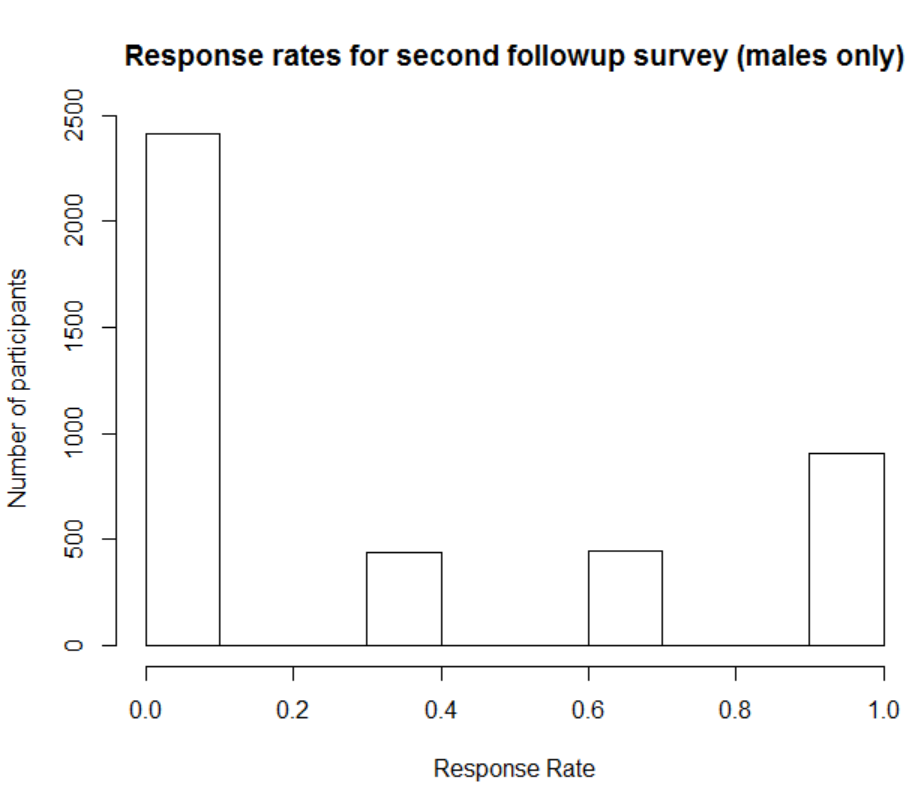 Response rates for second followup survey (males only)
2500
2000
1500
1000
500
0
Number of participants
0.0 0.2 0.4 0.6 0.8 1.0
Response Rate